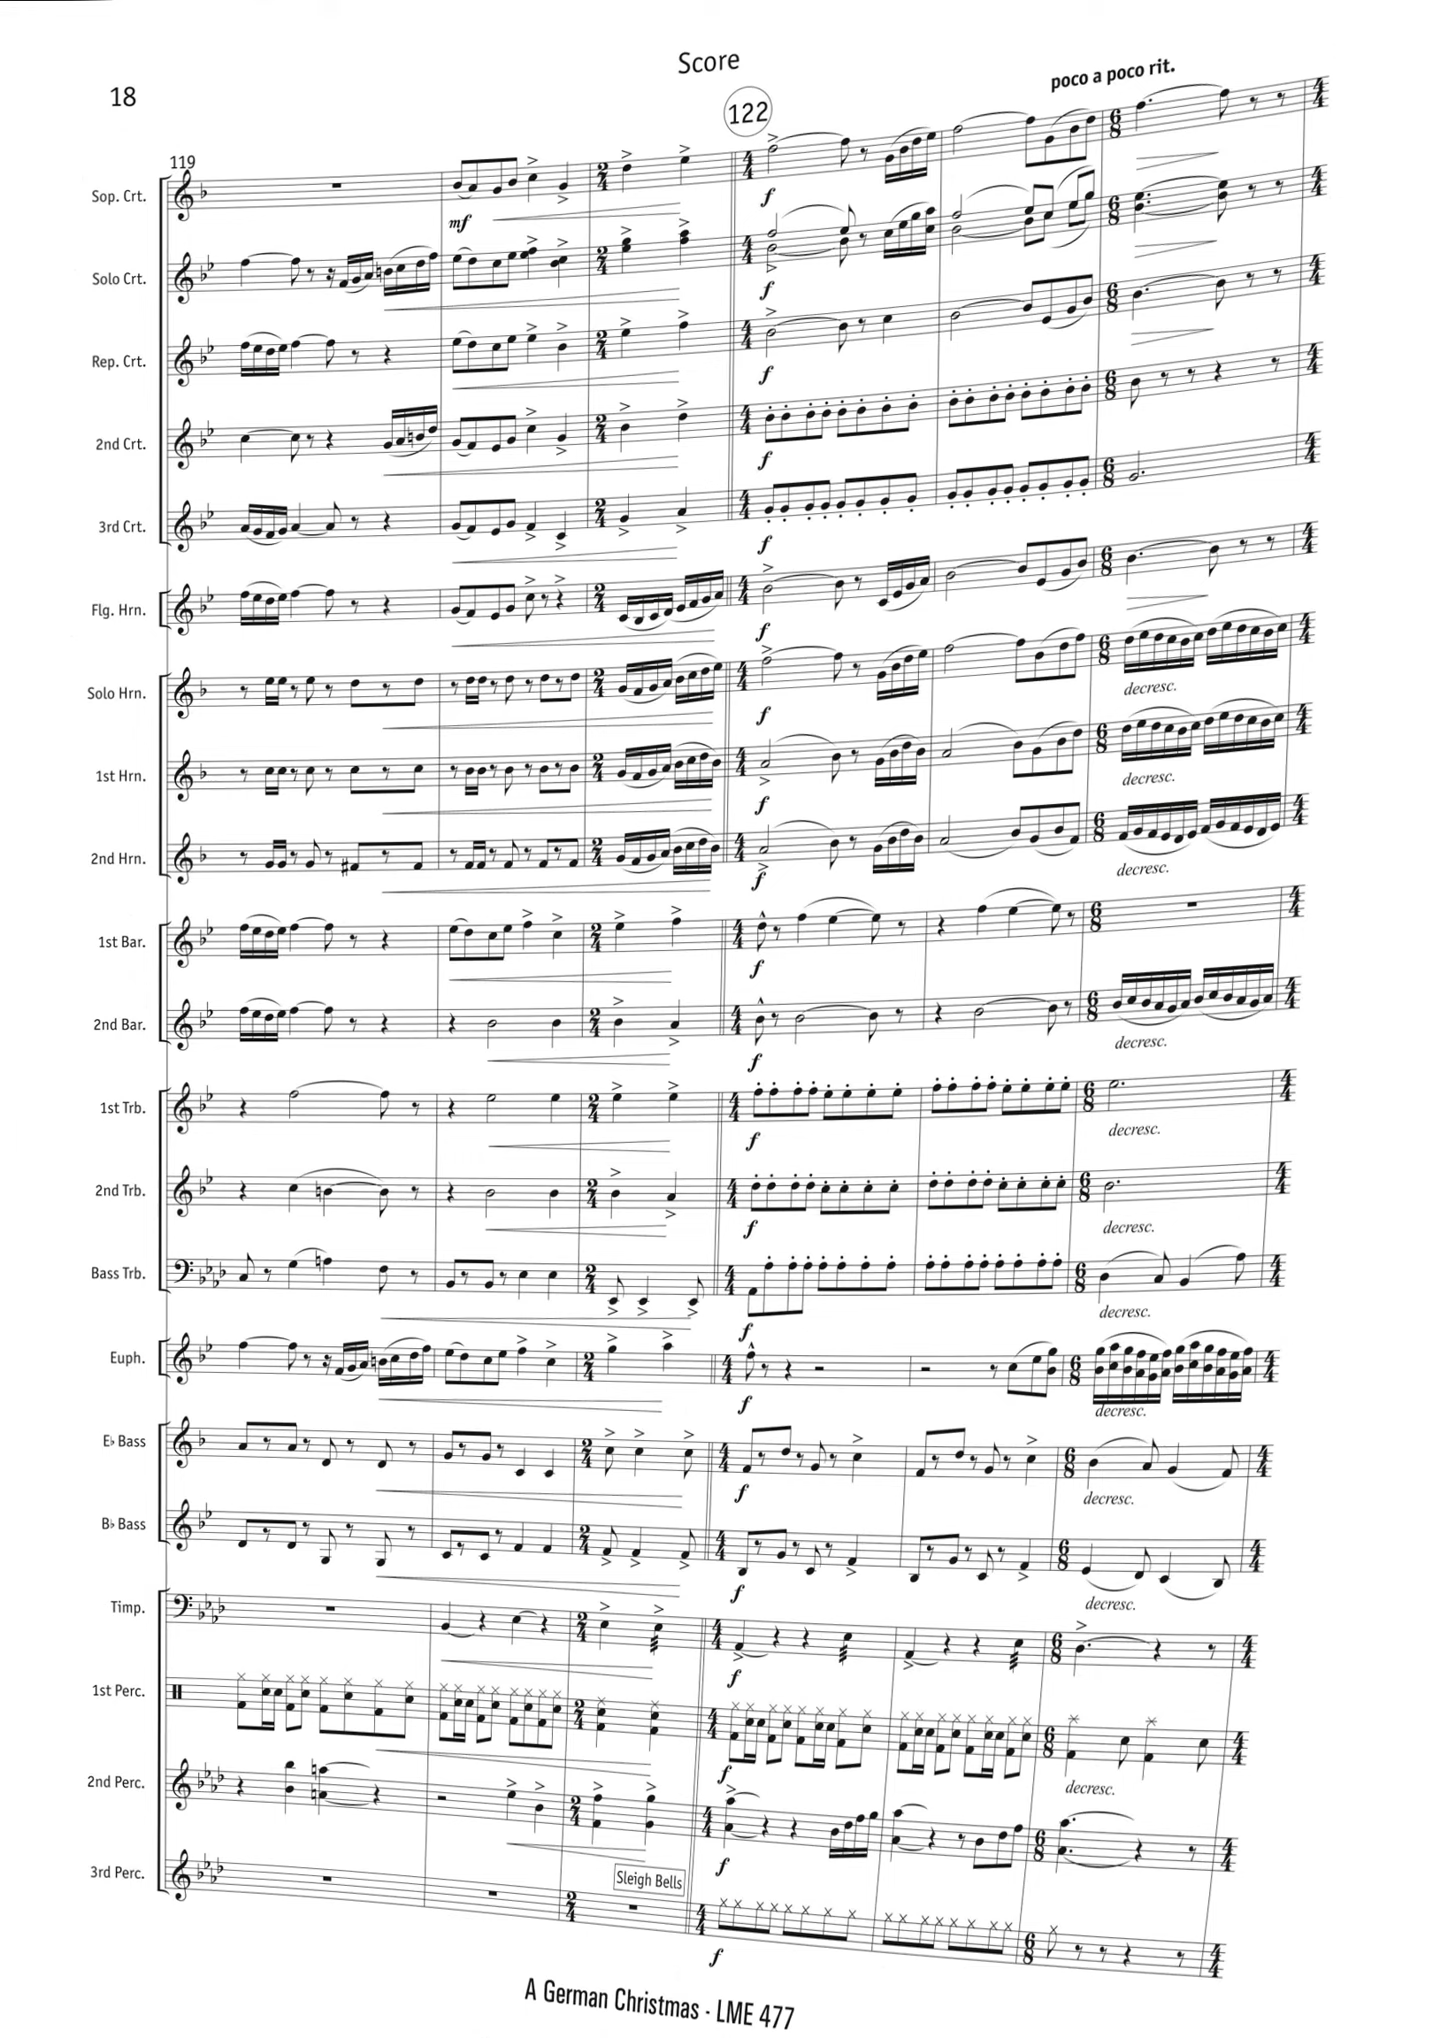 Score
18
122
poco a poco rit.
119
Sop. Crt.
mf
f
Solo Crt.
f
Rep. Crt.
f
2nd Crt.
f
3rd Crt.
f
Flg. Hrn.
f
Solo Hrn.
f
decresc.
1st Hrn.
f
decresc.
2nd Hrn.
f
decresc.
1st Bar.
f
2nd Bar.
f
decresc.
1st Trb.
f
decresc.
2nd Trb.
f
decresc.
Bass Trb.
f
decresc.
Euph.
f
decresc.
E♭ Bass
f
decresc.
B♭ Bass
f
decresc.
Timp.
f
1st Perc.
f
decresc.
2nd Perc.
f
3rd Perc.
Sleigh Bells
f
A German Christmas - LME 477